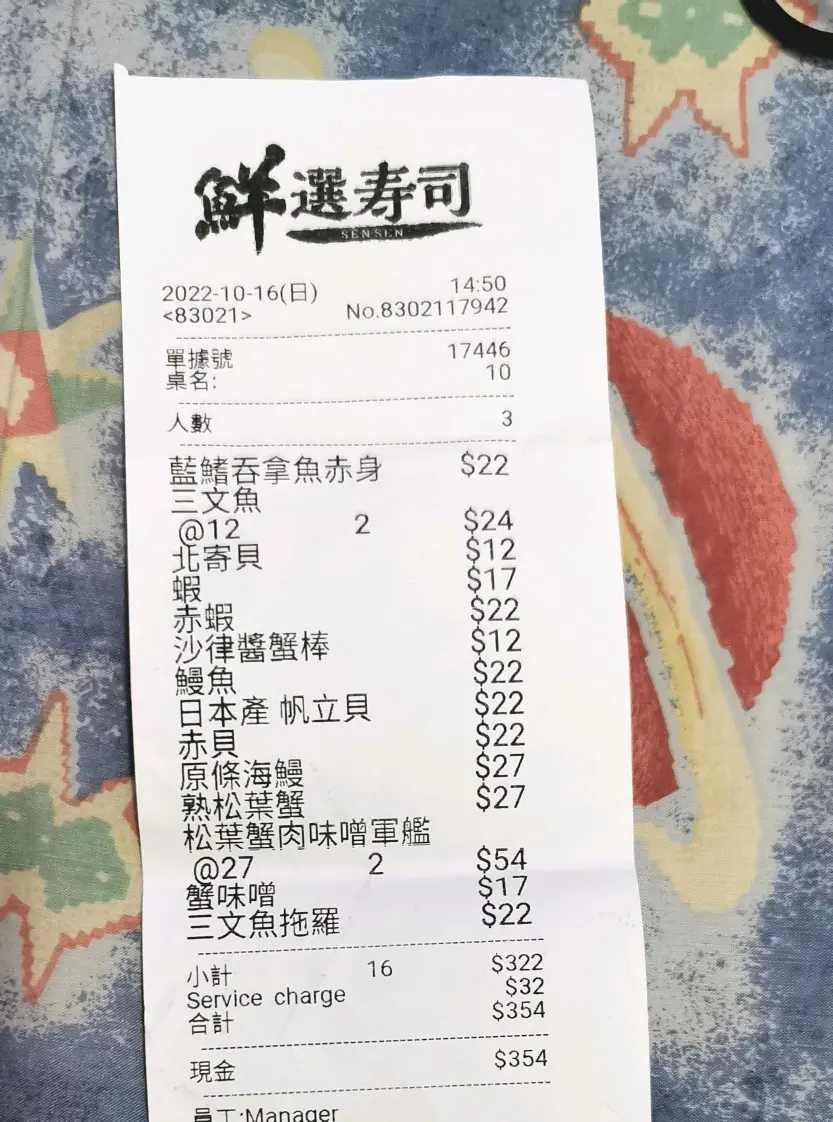 鮮選寿司
SEN SEN
2022-10-16(日) 14:50
<83021> No.8302117942
單據號 17446
桌名: 10
人數 3
藍鰭吞拿魚赤身 $22
三文魚
@12 2 $24
北寄貝 $12
蝦 $17
赤蝦 $22
沙律醬蟹棒 $12
鰻魚 $22
日本產 帆立貝 $22
赤貝 $22
原條海鰻 $27
熟松葉蟹 $27
松葉蟹肉味噌軍艦
@27 2 $54
蟹味噌 $17
三文魚拖羅 $22
小計 16 $322
Service charge $32
合計 $354
現金 $354
員工:Manager